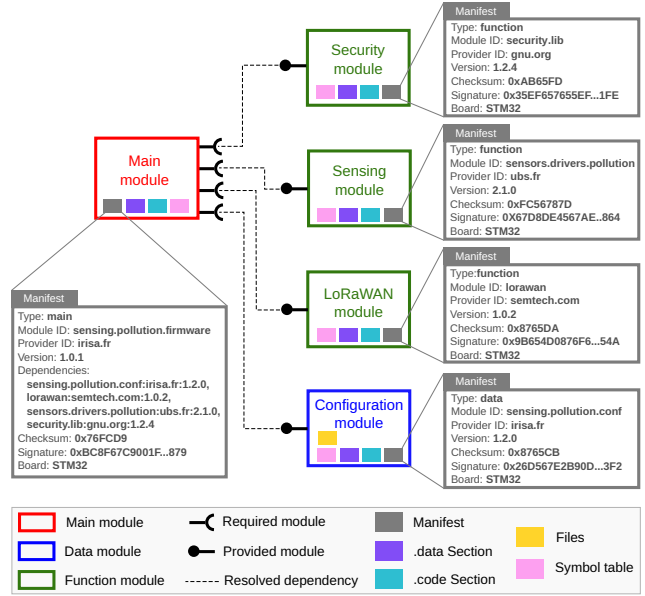 Security
module
Manifest
Type: function
Module ID: security.lib
Provider ID: gnu.org
Version: 1.2.4
Checksum: 0xAB65FD
Signature: 0x35EF657655EF...1FE
Board: STM32
Main
module
Sensing
module
Manifest
Type: function
Module ID: sensors.drivers.pollution
Provider ID: ubs.fr
Version: 2.1.0
Checksum: 0xFC56787D
Signature: 0X67D8DE4567AE..864
Board: STM32
LoRaWAN
module
Manifest
Type:function
Module ID: lorawan
Provider ID: semtech.com
Version: 1.0.2
Checksum: 0x8765DA
Signature: 0x9B654D0876F6...54A
Board: STM32
Manifest
Type: main
Module ID: sensing.pollution.firmware
Provider ID: irisa.fr
Version: 1.0.1
Dependencies:
sensing.pollution.conf:irisa.fr:1.2.0,
lorawan:semtech.com:1.0.2,
sensors.drivers.pollution:ubs.fr:2.1.0,
security.lib:gnu.org:1.2.4
Checksum: 0x76FCD9
Signature: 0xBC8F67C9001F...879
Board: STM32
Configuration
module
Manifest
Type: data
Module ID: sensing.pollution.conf
Provider ID: irisa.fr
Version: 1.2.0
Checksum: 0x8765CB
Signature: 0x26D567E2B90D...3F2
Board: STM32
Main module
Data module
Function module
Required module
Provided module
Resolved dependency
Manifest
.data Section
.code Section
Files
Symbol table